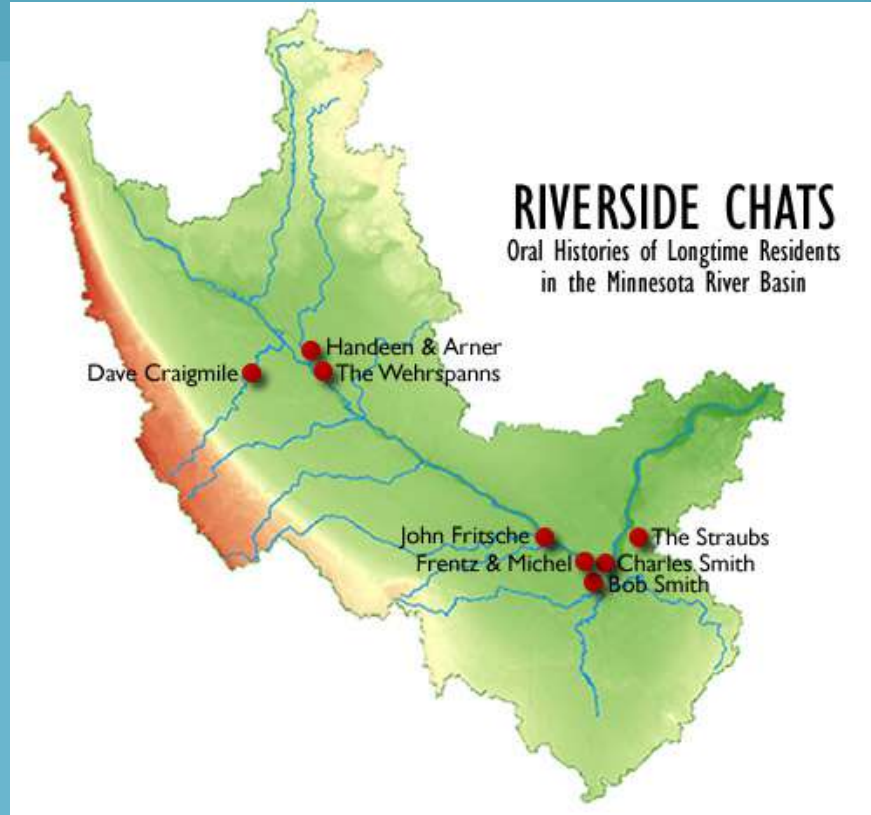 RIVERSIDE CHATS
Oral Histories of Longtime Residents
in the Minnesota River Basin
Handeen & Arner
Dave Craigmile
The Wehrspanns
John Fritsche
The Straubs
Frentz & Michel
Charles Smith
Bob Smith